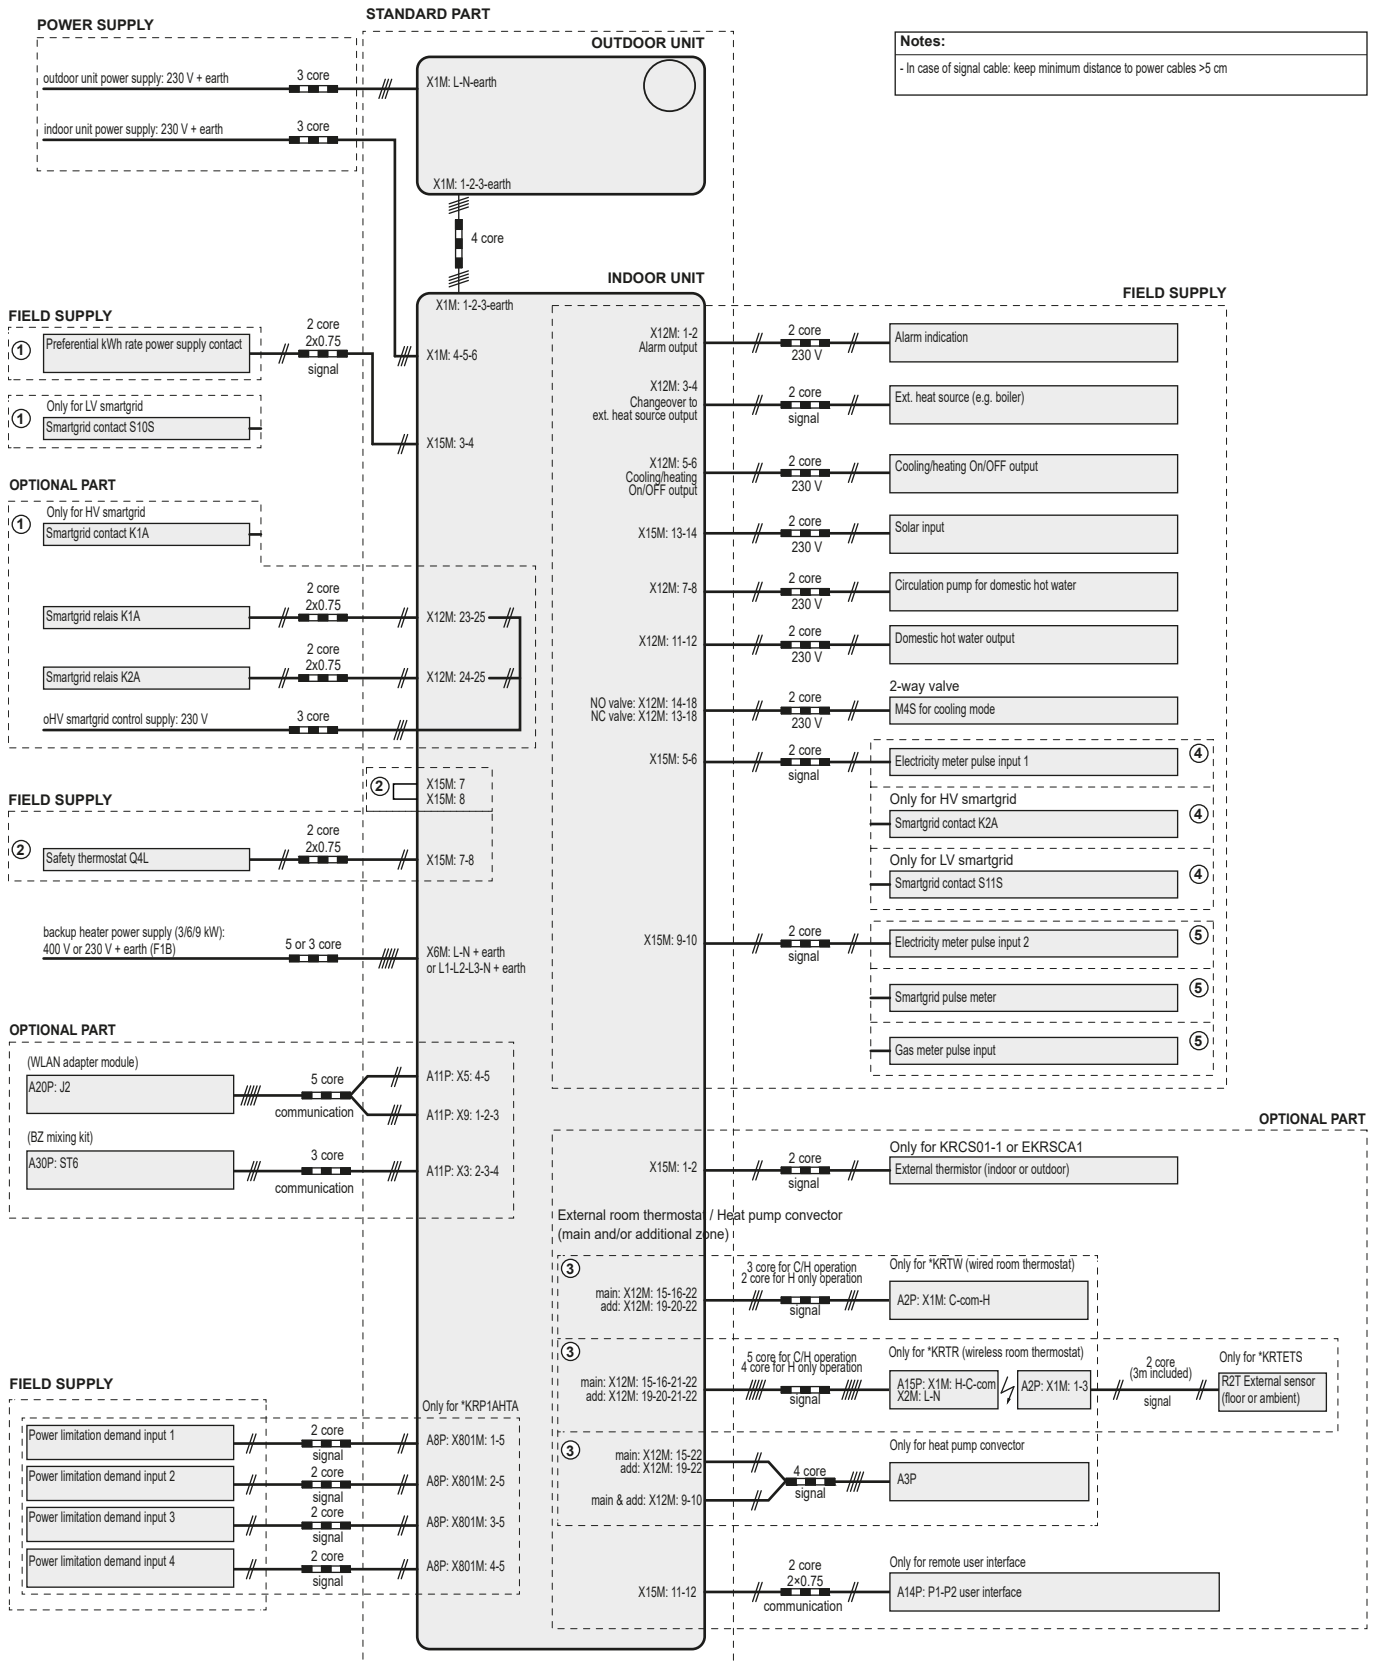 POWER SUPPLY
outdoor unit power supply: 230 V + earth
3 core
indoor unit power supply: 230 V + earth
3 core
STANDARD PART
OUTDOOR UNIT
X1M: L-N-earth
X1M: 1-2-3-earth
4 core
Notes:
- In case of signal cable: keep minimum distance to power cables >5 cm
INDOOR UNIT
X1M: 1-2-3-earth
X1M: 4-5-6
X15M: 3-4
FIELD SUPPLY
1
Preferential kWh rate power supply contact
2 core
2x0.75
signal
1
Only for LV smartgrid
Smartgrid contact S10S
OPTIONAL PART
1
Only for HV smartgrid
Smartgrid contact K1A
Smartgrid relais K1A
2 core
2x0.75
X12M: 23-25
Smartgrid relais K2A
2 core
2x0.75
X12M: 24-25
oHV smartgrid control supply: 230 V
3 core
2
X15M: 7
X15M: 8
FIELD SUPPLY
2
Safety thermostat Q4L
2 core
2x0.75
X15M: 7-8
backup heater power supply (3/6/9 kW):
400 V or 230 V + earth (F1B)
5 or 3 core
X6M: L-N + earth
or L1-L2-L3-N + earth
OPTIONAL PART
(WLAN adapter module)
A20P: J2
5 core
communication
A11P: X5: 4-5
A11P: X9: 1-2-3
(BZ mixing kit)
A30P: ST6
3 core
communication
A11P: X3: 2-3-4
FIELD SUPPLY
Only for *KRP1AHTA
Power limitation demand input 1
2 core
signal
A8P: X801M: 1-5
Power limitation demand input 2
2 core
signal
A8P: X801M: 2-5
Power limitation demand input 3
2 core
signal
A8P: X801M: 3-5
Power limitation demand input 4
2 core
signal
A8P: X801M: 4-5
FIELD SUPPLY
X12M: 1-2
Alarm output
2 core
230 V
Alarm indication
X12M: 3-4
Changeover to
ext. heat source output
2 core
signal
Ext. heat source (e.g. boiler)
X12M: 5-6
Cooling/heating
On/OFF output
2 core
230 V
Cooling/heating On/OFF output
X15M: 13-14
2 core
230 V
Solar input
X12M: 7-8
2 core
230 V
Circulation pump for domestic hot water
X12M: 11-12
2 core
230 V
Domestic hot water output
NO valve: X12M: 14-18
NC valve: X12M: 13-18
2 core
230 V
2-way valve
M4S for cooling mode
X15M: 5-6
2 core
signal
Electricity meter pulse input 1
4
Only for HV smartgrid
Smartgrid contact K2A
4
Only for LV smartgrid
Smartgrid contact S11S
4
X15M: 9-10
2 core
signal
Electricity meter pulse input 2
5
Smartgrid pulse meter
5
Gas meter pulse input
5
OPTIONAL PART
X15M: 1-2
2 core
signal
Only for KRCS01-1 or EKRSCA1
External thermistor (indoor or outdoor)
External room thermostat / Heat pump convector
(main and/or additional zone)
3
main: X12M: 15-16-22
add: X12M: 19-20-22
3 core for C/H operation
2 core for H only operation
signal
Only for *KRTW (wired room thermostat)
A2P: X1M: C-com-H
3
main: X12M: 15-16-21-22
add: X12M: 19-20-21-22
5 core for C/H operation
4 core for H only operation
signal
Only for *KRTR (wireless room thermostat)
A15P: X1M: H-C-com
X2M: L-N
A2P: X1M: 1-3
2 core
(3m included)
signal
Only for *KRTETS
R2T External sensor
(floor or ambient)
3
main: X12M: 15-22
add: X12M: 19-22
main & add: X12M: 9-10
4 core
signal
Only for heat pump convector
A3P
X15M: 11-12
2 core
2×0.75
communication
Only for remote user interface
A14P: P1-P2 user interface